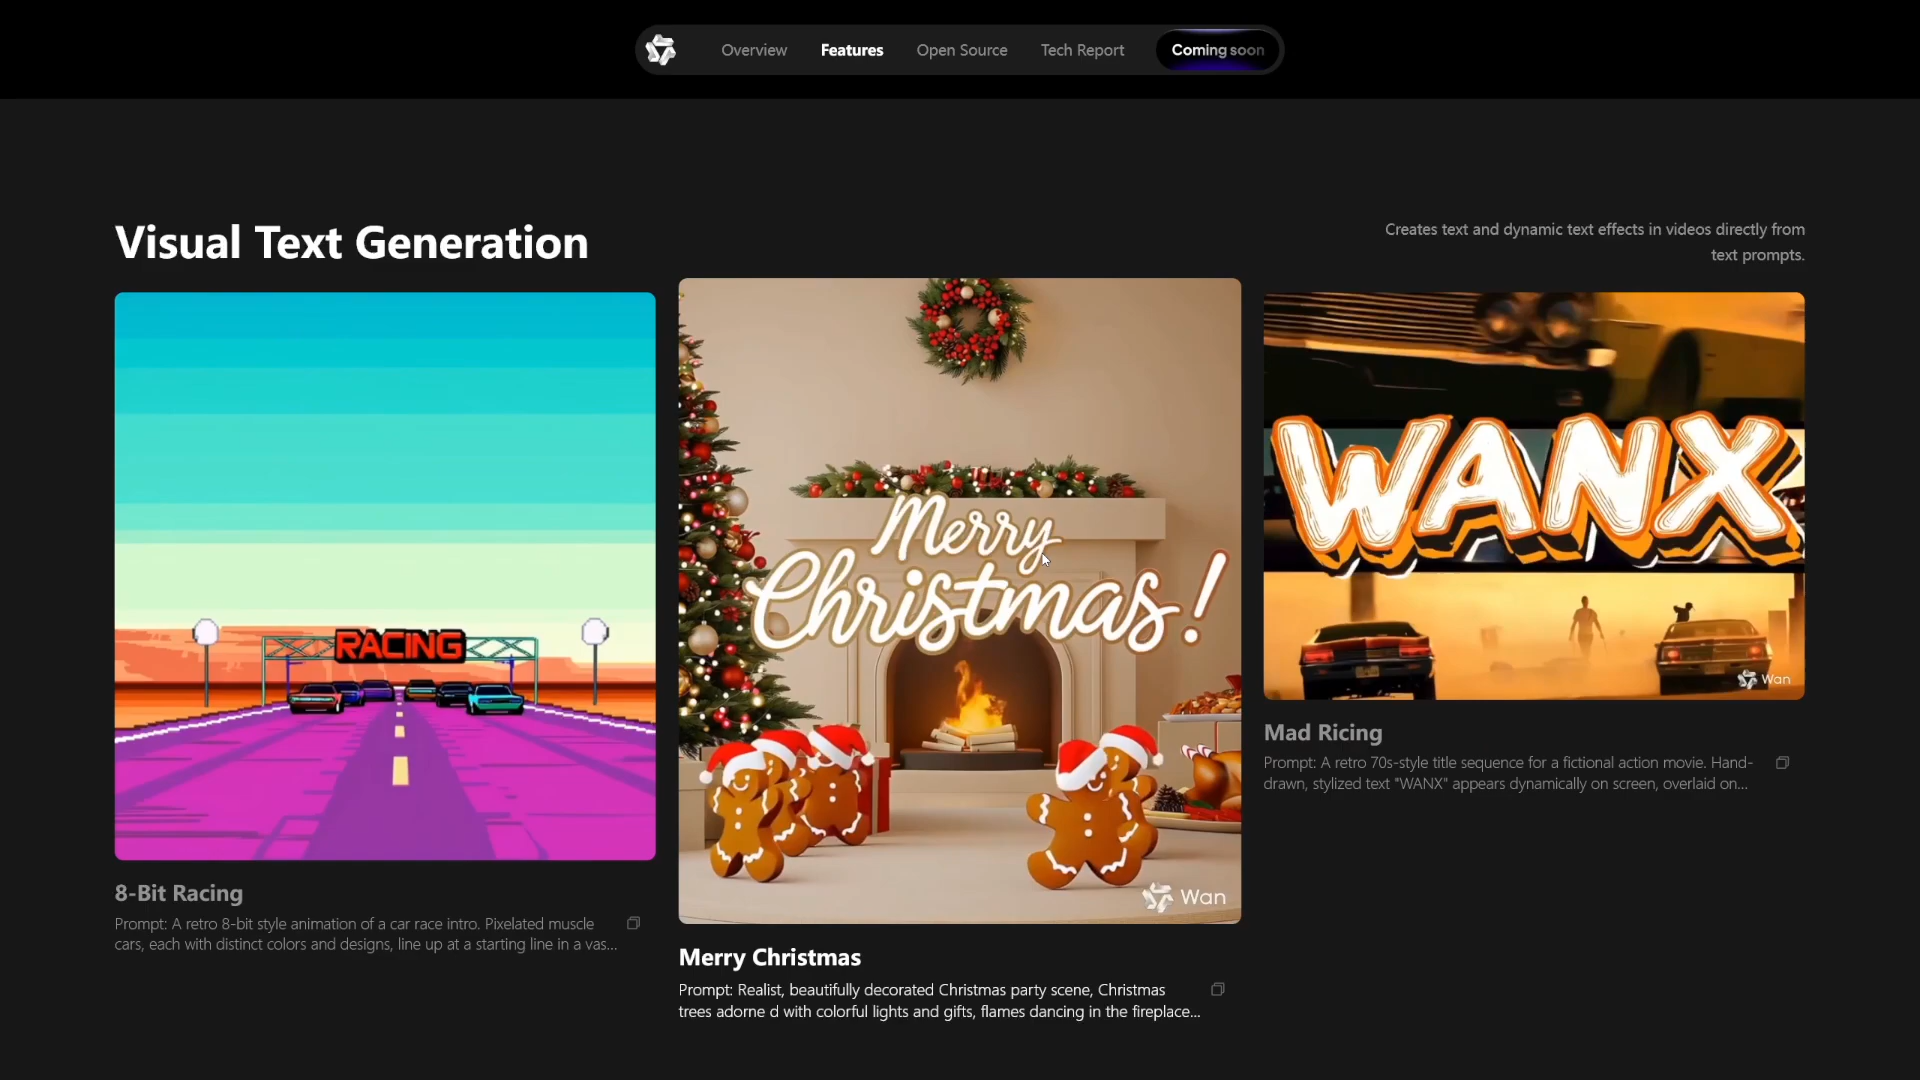 Overview
Features
Open Source
Tech Report
Coming soon
Visual Text Generation
Creates text and dynamic text effects in videos directly from
text prompts.
RACING
8-Bit Racing
Prompt: A retro 8-bit style animation of a car race intro. Pixelated muscle
cars, each with distinct colors and designs, line up at a starting line in a vas...
Merry
Christmas!
Wan
Merry Christmas
Prompt: Realist, beautifully decorated Christmas party scene, Christmas
trees adorne d with colorful lights and gifts, flames dancing in the fireplace...
WANX
Wan
Mad Ricing
Prompt: A retro 70s-style title sequence for a fictional action movie. Hand-
drawn, stylized text "WANX" appears dynamically on screen, overlaid on...